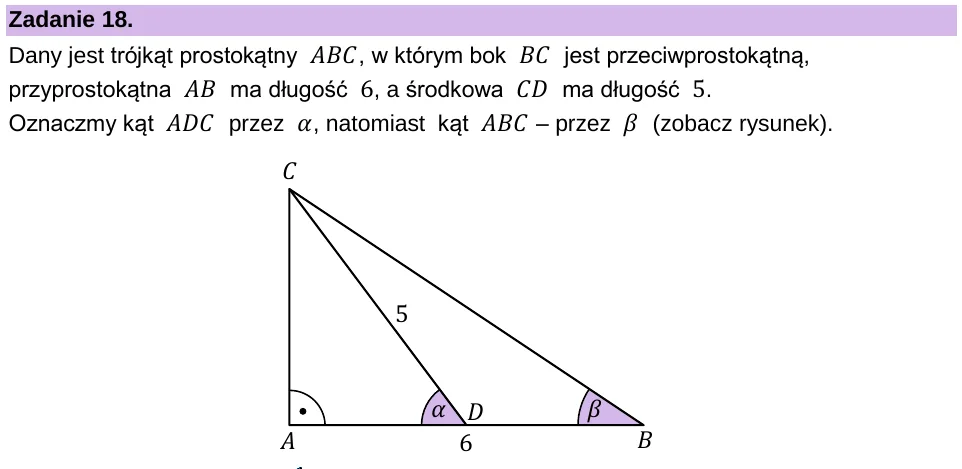 Zadanie 18.
Dany jest trójkąt prostokątny ABC, w którym bok BC jest przeciwprostokątną,
przyprostokątna AB ma długość 6, a środkowa CD ma długość 5.
Oznaczmy kąt ADC przez α, natomiast kąt ABC – przez β (zobacz rysunek).
C
5
α D β
A 6 B